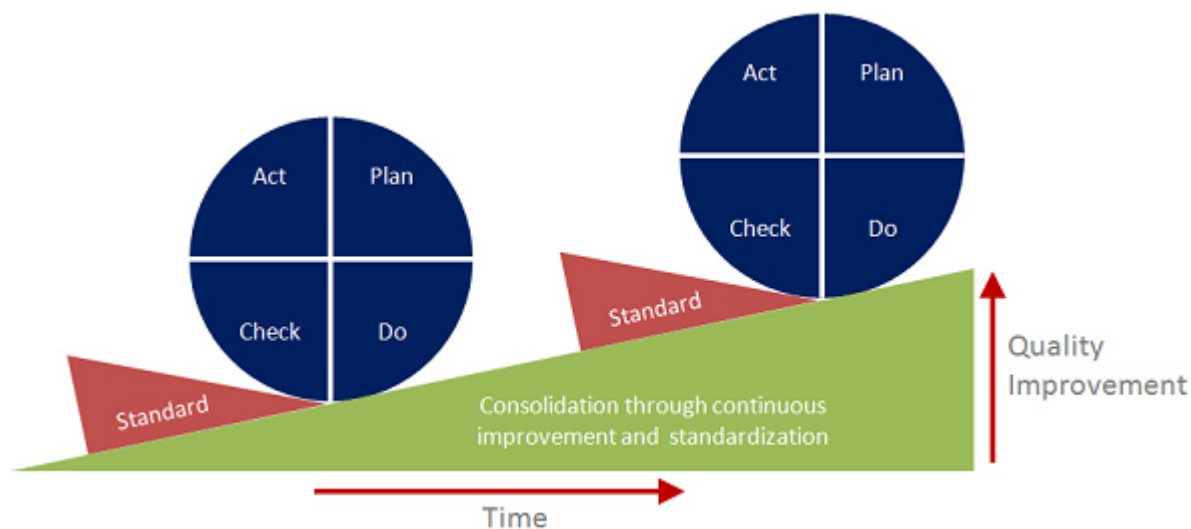 Act
Plan
Check
Do
Standard
Act
Plan
Check
Do
Standard
Consolidation through continuous
improvement and standardization
Quality
Improvement
Time